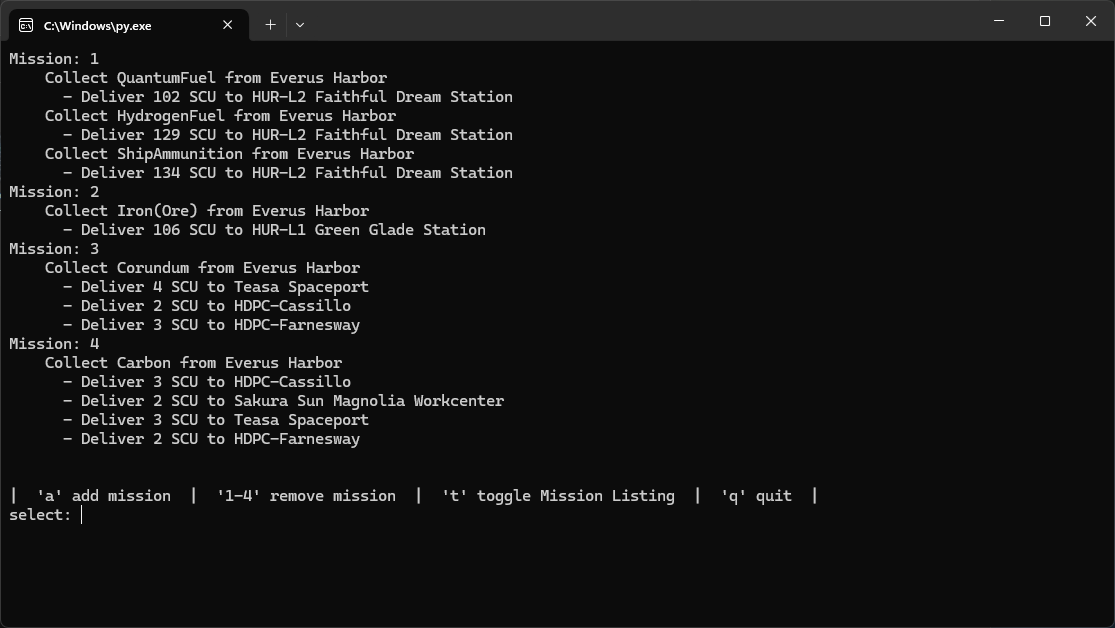 C:\Windows\py.exe
Mission: 1
Collect QuantumFuel from Everus Harbor
- Deliver 102 SCU to HUR-L2 Faithful Dream Station
Collect HydrogenFuel from Everus Harbor
- Deliver 129 SCU to HUR-L2 Faithful Dream Station
Collect ShipAmmunition from Everus Harbor
- Deliver 134 SCU to HUR-L2 Faithful Dream Station
Mission: 2
Collect Iron(Ore) from Everus Harbor
- Deliver 106 SCU to HUR-L1 Green Glade Station
Mission: 3
Collect Corundum from Everus Harbor
- Deliver 4 SCU to Teasa Spaceport
- Deliver 2 SCU to HDPC-Cassillo
- Deliver 3 SCU to HDPC-Farnesway
Mission: 4
Collect Carbon from Everus Harbor
- Deliver 3 SCU to HDPC-Cassillo
- Deliver 2 SCU to Sakura Sun Magnolia Workcenter
- Deliver 3 SCU to Teasa Spaceport
- Deliver 2 SCU to HDPC-Farnesway
| 'a' add mission | '1-4' remove mission | 't' toggle Mission Listing | 'q' quit |
select: